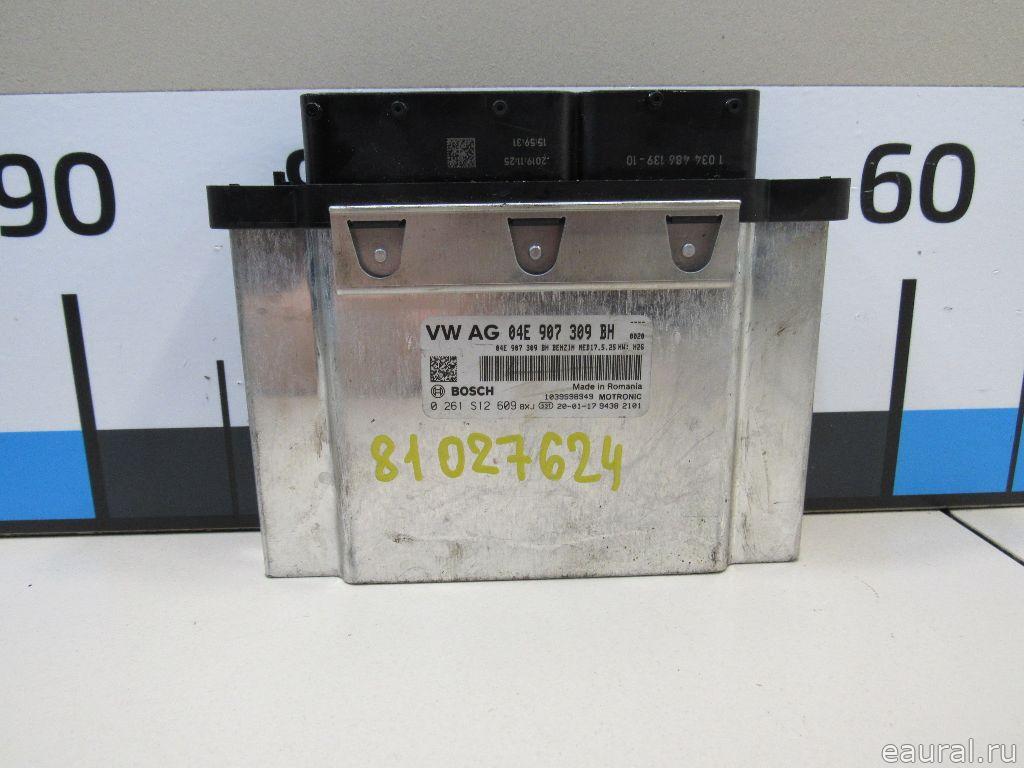 15:59:31
2019:11:25
1 034 486 139-10
90
60
VW AG 04E 907 309 BH
0020
04E 907 309 BH BENZIN MED17.5.25 HW: H26
Made in Romania
BOSCH
1039S98949 MOTRONIC
0 261 S12 609 BXJ 20-01-17 9438 2101
81027624
eaural.ru